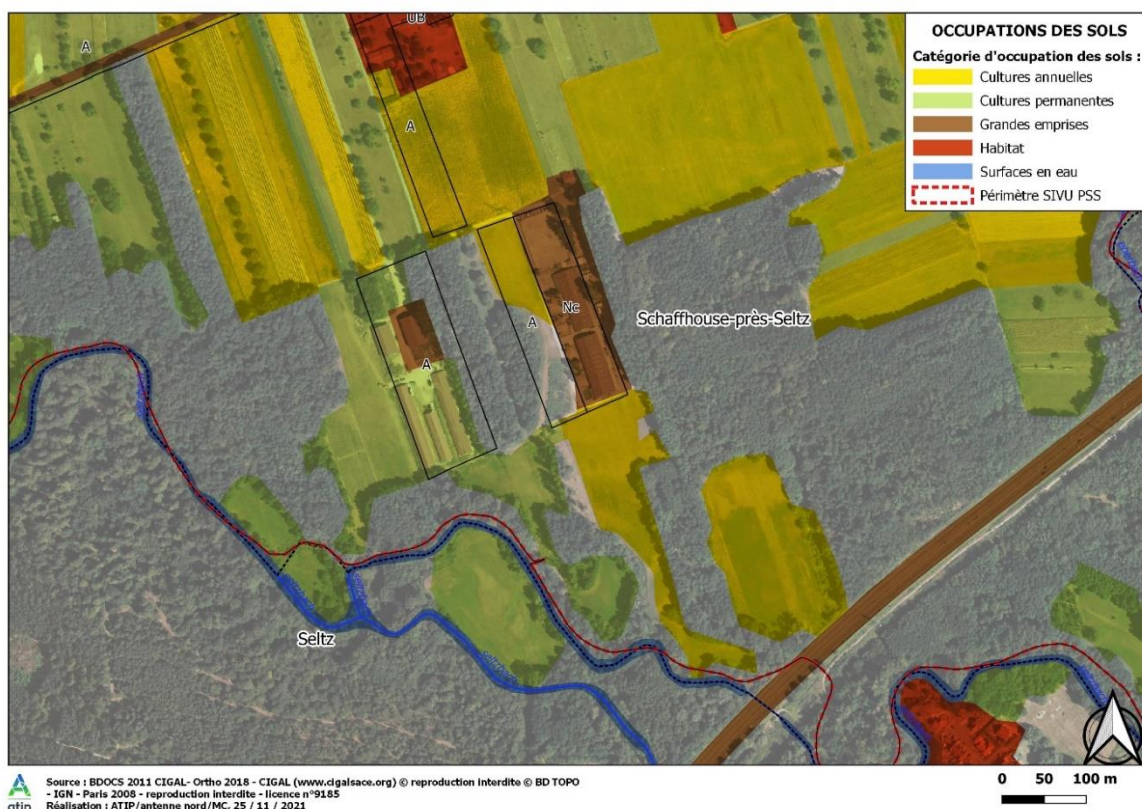 UB
A
A
A
Nc
A
Schaffhouse-près-Seltz
Seltz
OCCUPATIONS DES SOLS
Catégorie d'occupation des sols :
Cultures annuelles
Cultures permanentes
Grandes emprises
Habitat
Surfaces en eau
Périmètre SIVU PSS
atip
Source : BDOCS 2011 CIGAL- Ortho 2018 - CIGAL (www.cigalsace.org) © reproduction interdite © BD TOPO
- IGN - Paris 2008 - reproduction interdite - licence n°9185
Réalisation : ATIP/antenne nord/MC, 25 / 11 / 2021
0 50 100 m